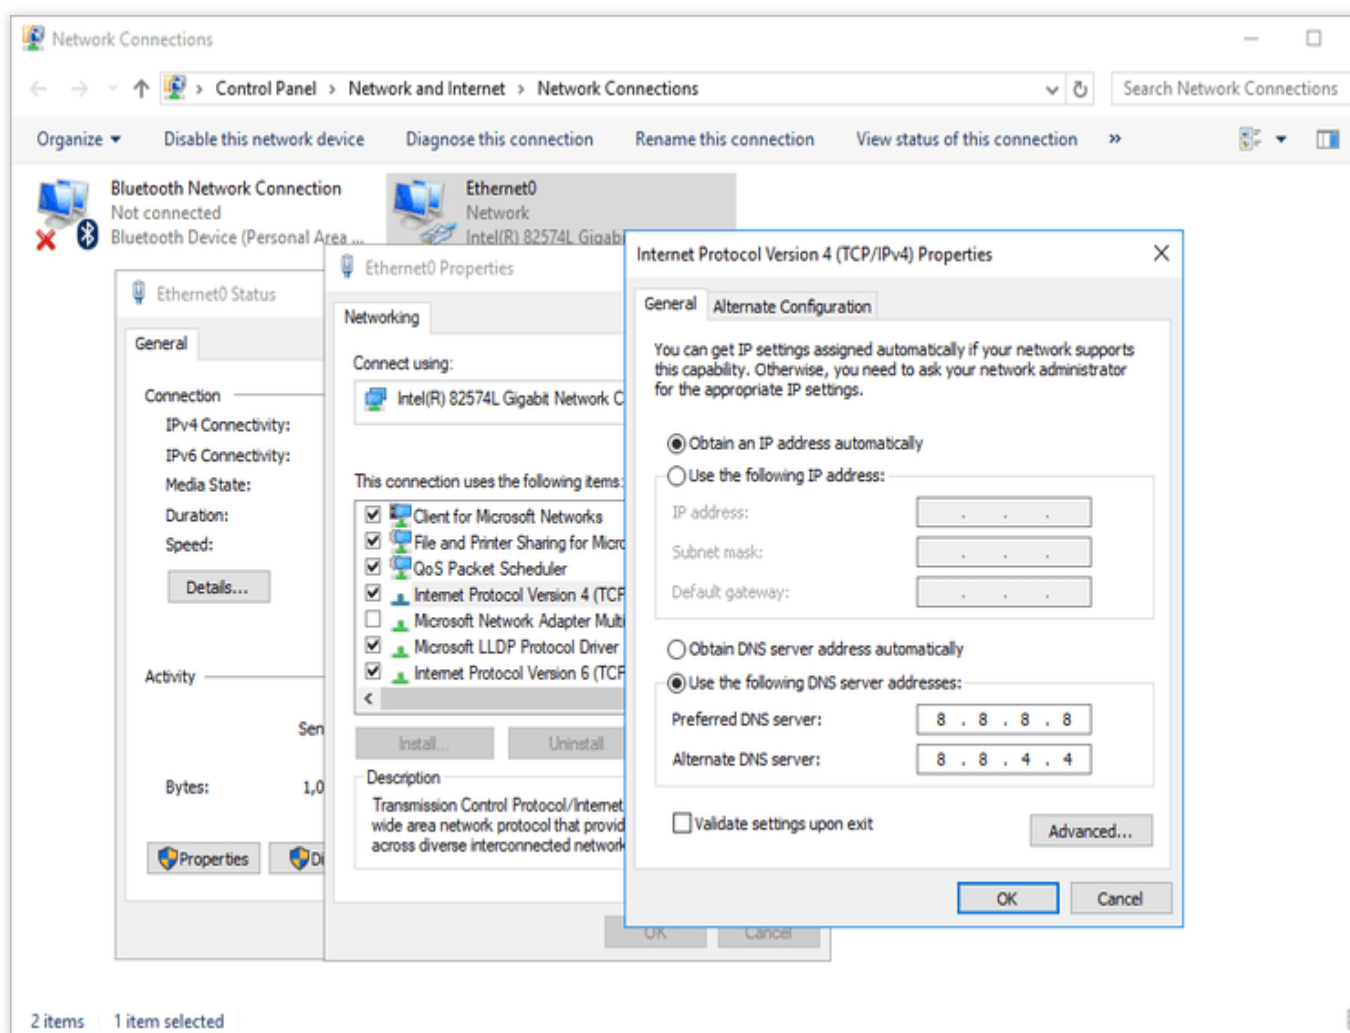 Network Connections
Control Panel > Network and Internet > Network Connections
Search Network Connections
Organize
Disable this network device
Diagnose this connection
Rename this connection
View status of this connection
»
Bluetooth Network Connection
Not connected
Bluetooth Device (Personal Area ...
Ethernet0
Network
Intel(R) 82574L Gigab
Ethernet0 Status
General
Connection
IPv4 Connectivity:
IPv6 Connectivity:
Media State:
Duration:
Speed:
Details...
Activity
Sen
Bytes: 1,0
Properties
Di
Ethernet0 Properties
Networking
Connect using:
Intel(R) 82574L Gigabit Network C
This connection uses the following items:
Client for Microsoft Networks
File and Printer Sharing for Micro
QoS Packet Scheduler
Internet Protocol Version 4 (TCP
Microsoft Network Adapter Multi
Microsoft LLDP Protocol Driver
Internet Protocol Version 6 (TCP
Install...
Uninstall
Description
Transmission Control Protocol/Internet
wide area network protocol that provid
across diverse interconnected network
OK
Cancel
Internet Protocol Version 4 (TCP/IPv4) Properties
General
Alternate Configuration
You can get IP settings assigned automatically if your network supports
this capability. Otherwise, you need to ask your network administrator
for the appropriate IP settings.
Obtain an IP address automatically
Use the following IP address:
IP address: . . .
Subnet mask: . . .
Default gateway: . . .
Obtain DNS server address automatically
Use the following DNS server addresses:
Preferred DNS server: 8 . 8 . 8 . 8
Alternate DNS server: 8 . 8 . 4 . 4
Validate settings upon exit
Advanced...
OK
Cancel
2 items
1 item selected